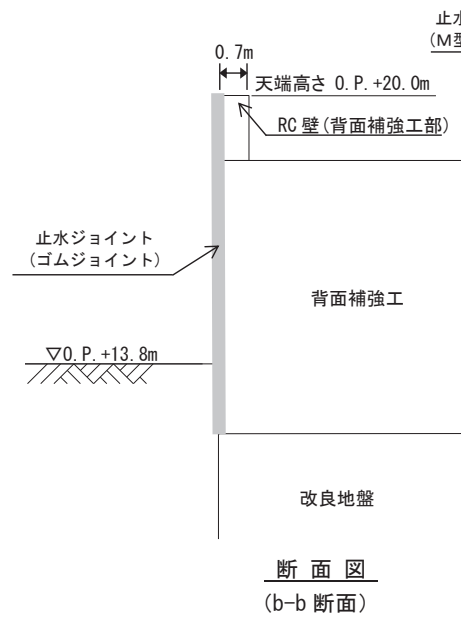 止水
(M型
0.7m
天端高さ O.P.+20.0m
RC壁(背面補強工部)
止水ジョイント
(ゴムジョイント)
背面補強工
▽O.P.+13.8m
改良地盤
断面図
(b-b 断面)